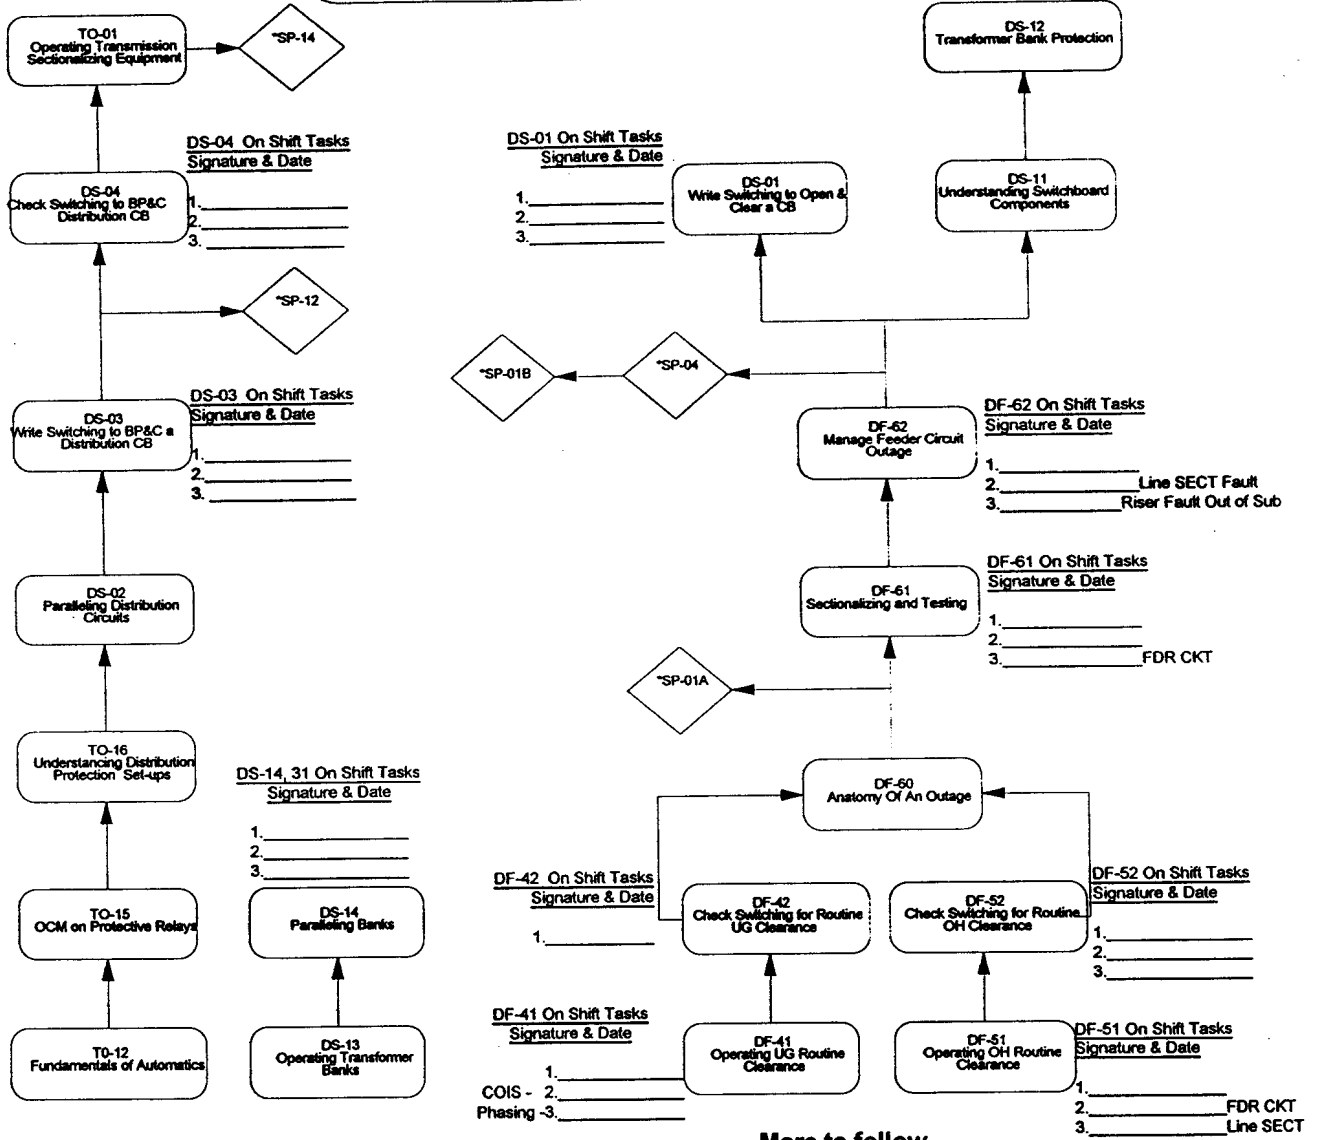 TO-01
Operating Transmission
Sectionalizing Equipment
*SP-14
DS-12
Transformer Bank Protection
DS-04 On Shift Tasks
Signature & Date
1.
2.
3.
DS-04
Check Switching to BP&C
Distribution CB
DS-01 On Shift Tasks
Signature & Date
1.
2.
3.
DS-01
Write Switching to Open &
Clear a CB
DS-11
Understanding Switchboard
Components
*SP-12
*SP-01B
*SP-04
DS-03
Write Switching to BP&C a
Distribution CB
DS-03 On Shift Tasks
Signature & Date
1.
2.
3.
DF-62
Manage Feeder Circuit
Outage
DF-62 On Shift Tasks
Signature & Date
1.
2. Line SECT Fault
3. Riser Fault Out of Sub
DS-02
Paralleling Distribution
Circuits
DF-61
Sectionalizing and Testing
DF-61 On Shift Tasks
Signature & Date
1.
2.
3. FDR CKT
*SP-01A
TO-16
Understancing Distribution
Protection Set-ups
DS-14, 31 On Shift Tasks
Signature & Date
1.
2.
3.
DF-60
Anatomy Of An Outage
TO-15
OCM on Protective Relays
DS-14
Paralleling Banks
DF-42 On Shift Tasks
Signature & Date
1.
DF-42
Check Switching for Routine
UG Clearance
DF-52
Check Switching for Routine
OH Clearance
DF-52 On Shift Tasks
Signature & Date
1.
2.
3.
T0-12
Fundamentals of Automatics
DS-13
Operating Transformer
Banks
DF-41 On Shift Tasks
Signature & Date
1.
COIS - 2.
Phasing -3.
DF-41
Operating UG Routine
Clearance
DF-51
Operating OH Routine
Clearance
DF-51 On Shift Tasks
Signature & Date
1.
2. FDR CKT
3. Line SECT
More to follow